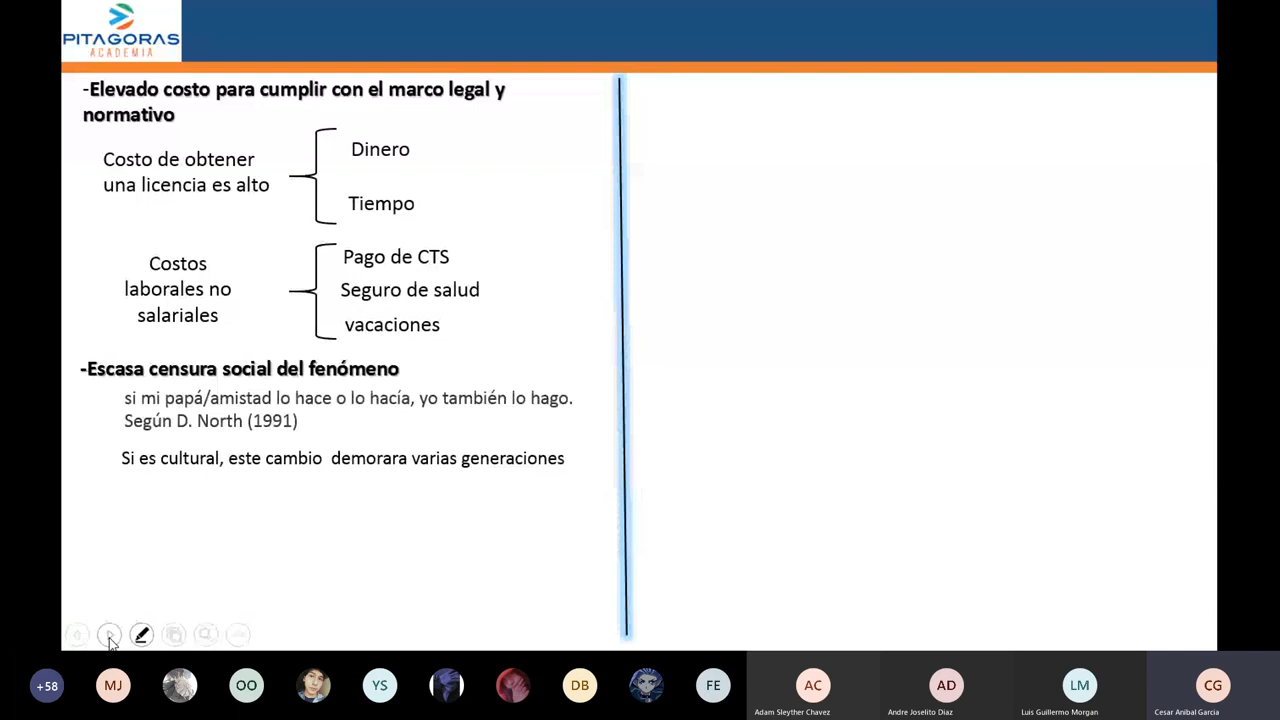 PITAGORAS
ACADEMIA
-Elevado costo para cumplir con el marco legal y
normativo
Costo de obtener
una licencia es alto
Dinero
Tiempo
Costos
laborales no
salariales
Pago de CTS
Seguro de salud
vacaciones
-Escasa censura social del fenómeno
si mi papá/amistad lo hace o lo hacía, yo también lo hago.
Según D. North (1991)
Si es cultural, este cambio demorara varias generaciones
+58
MJ
OO
YS
DB
FE
AC
Adam Sleyther Chavez
AD
Andre Joselito Diaz
LM
Luis Guillermo Morgan
CG
Cesar Anibal Garcia